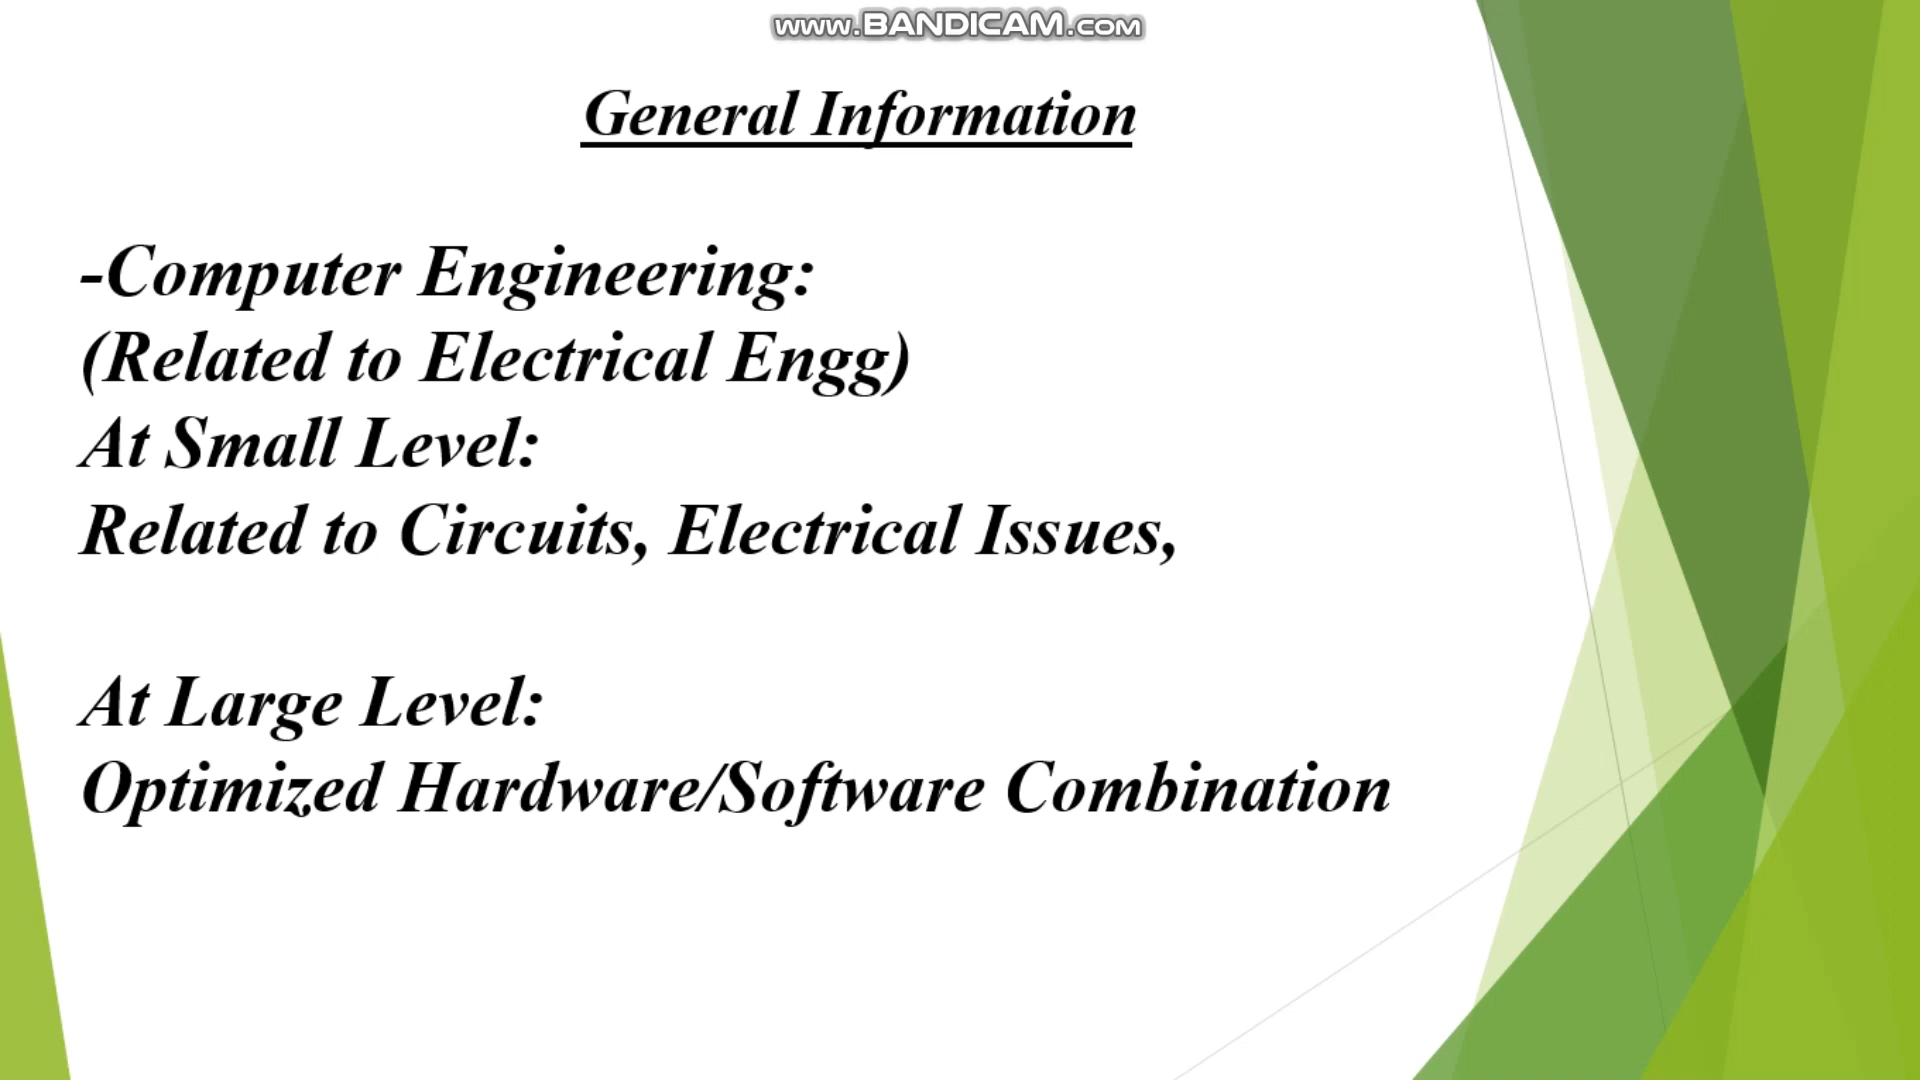 www.BANDICAM.com
General Information
-Computer Engineering:
(Related to Electrical Engg)
At Small Level:
Related to Circuits, Electrical Issues,
At Large Level:
Optimized Hardware/Software Combination